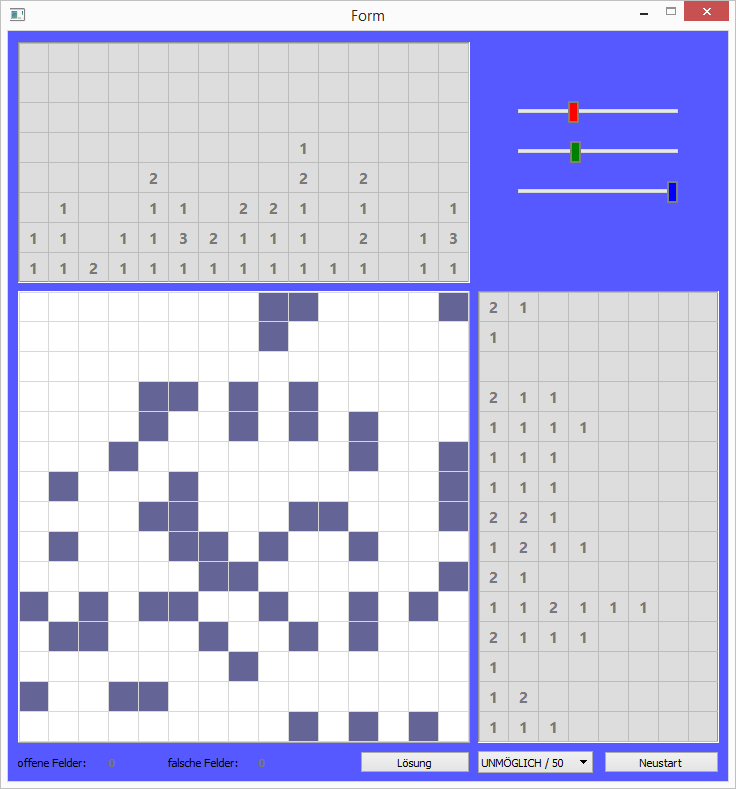 Form
1
2 2 2
1 1 1 2 2 1 1 1
1 1 1 1 3 2 1 1 1 2 1 3
1 1 2 1 1 1 1 1 1 1 1 1 1 1
2 1
1
2 1 1
1 1 1 1
1 1 1
1 1 1
2 2 1
1 2 1 1
2 1
1 1 2 1 1 1
2 1 1 1
1
1 2
1 1 1
offene Felder: 0 falsche Felder: 0 Lösung UNMÖGLICH / 50 Neustart